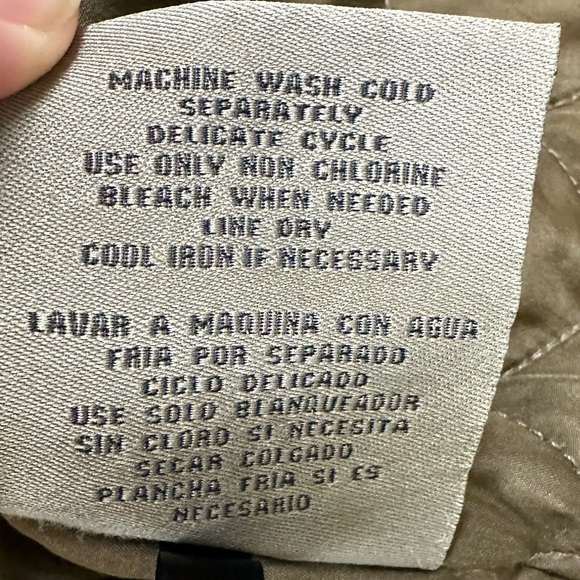 MACHINE WASH COLD
SEPARATELY
DELICATE CYCLE
USE ONLY NON CHLORINE
BLEACH WHEN NEEDED
LINE DRY
COOL IRON IF NECESSARY
LAVAR A MAQUINA CON AGUA
FRIA POR SEPARADO
CICLO DELICADO
USE SOLO BLANQUEADOR
SIN CLORO SI NECESITA
SECAR COLGADO
PLANCHA FRIA SI ES
NECESARIO